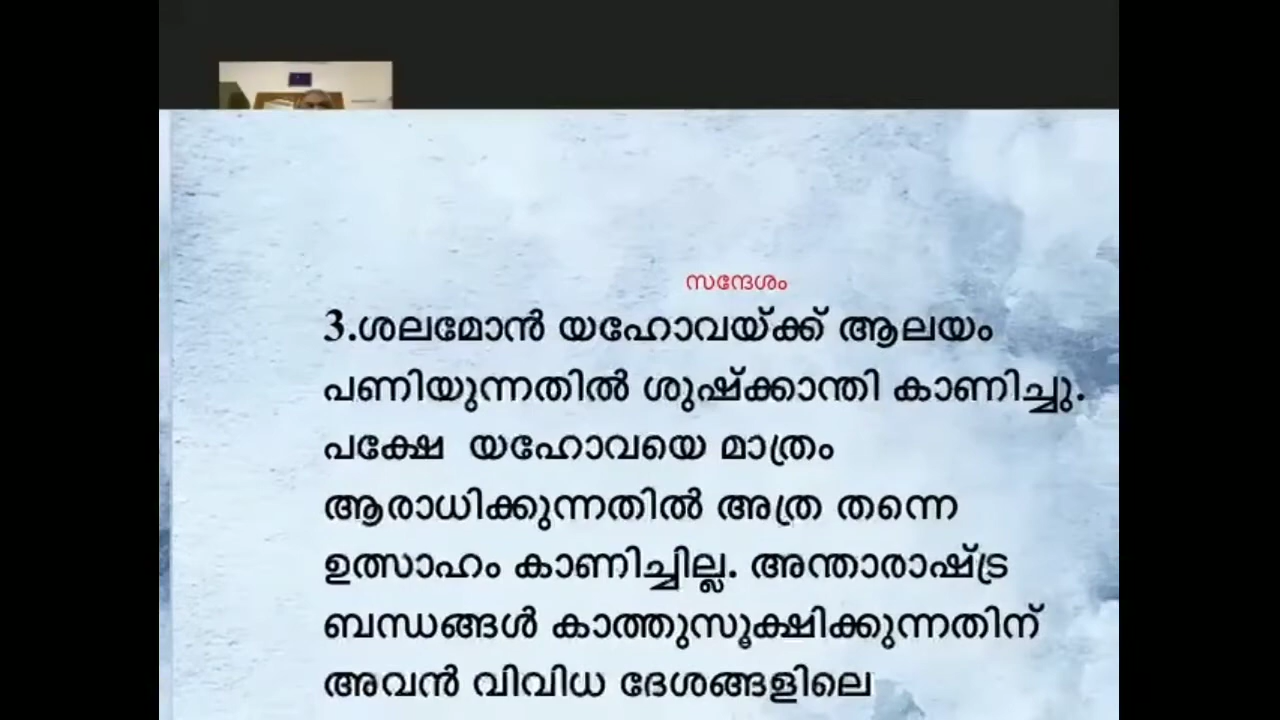 സന്ദേശം
3.ശലമോൻ യഹോവയ്ക്ക് ആലയം
പണിയുന്നതിൽ ശുഷ്ക്കാന്തി കാണിച്ചു.
പക്ഷേ യഹോവയെ മാത്രം
ആരാധിക്കുന്നതിൽ അത്ര തന്നെ
ഉത്സാഹം കാണിച്ചില്ല. അന്താരാഷ്ട്ര
ബന്ധങ്ങൾ കാത്തുസൂക്ഷിക്കുന്നതിന്
അവൻ വിവിധ ദേശങ്ങളിലെ